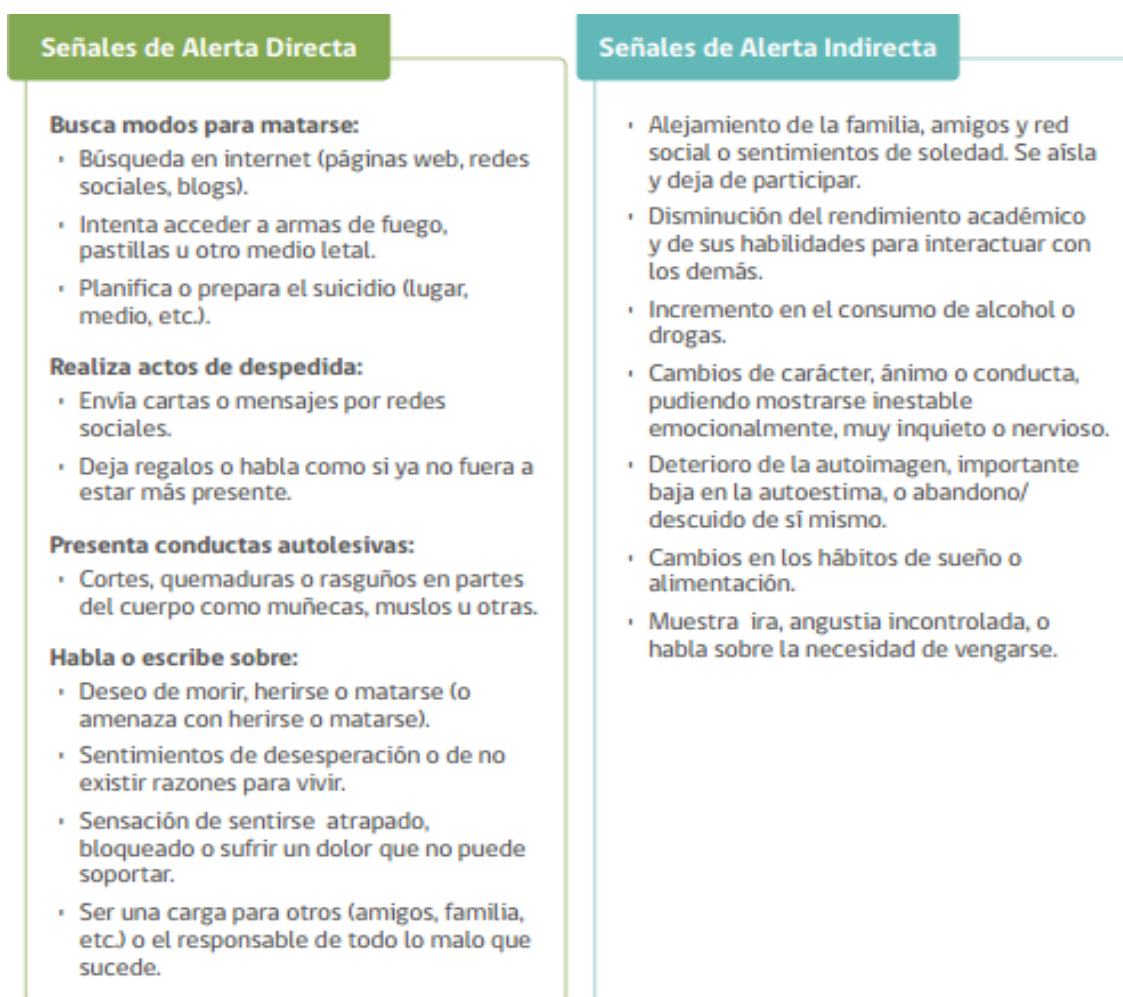 Señales de Alerta Directa
Busca modos para matarse:
• Búsqueda en internet (páginas web, redes
sociales, blogs).
• Intenta acceder a armas de fuego,
pastillas u otro medio letal.
• Planifica o prepara el suicidio (lugar,
medio, etc.).
Realiza actos de despedida:
• Envía cartas o mensajes por redes
sociales.
• Deja regalos o habla como si ya no fuera a
estar más presente.
Presenta conductas autolesivas:
• Cortes, quemaduras o rasguños en partes
del cuerpo como muñecas, muslos u otras.
Habla o escribe sobre:
• Deseo de morir, herirse o matarse (o
amenaza con herirse o matarse).
• Sentimientos de desesperación o de no
existir razones para vivir.
• Sensación de sentirse atrapado,
bloqueado o sufrir un dolor que no puede
soportar.
• Ser una carga para otros (amigos, familia,
etc.) o el responsable de todo lo malo que
sucede.
Señales de Alerta Indirecta
• Alejamiento de la familia, amigos y red
social o sentimientos de soledad. Se aísla
y deja de participar.
• Disminución del rendimiento académico
y de sus habilidades para interactuar con
los demás.
• Incremento en el consumo de alcohol o
drogas.
• Cambios de carácter, ánimo o conducta,
pudiendo mostrarse inestable
emocionalmente, muy inquieto o nervioso.
• Deterioro de la autoimagen, importante
baja en la autoestima, o abandono/
descuido de sí mismo.
• Cambios en los hábitos de sueño o
alimentación.
• Muestra ira, angustia incontrolada, o
habla sobre la necesidad de vengarse.